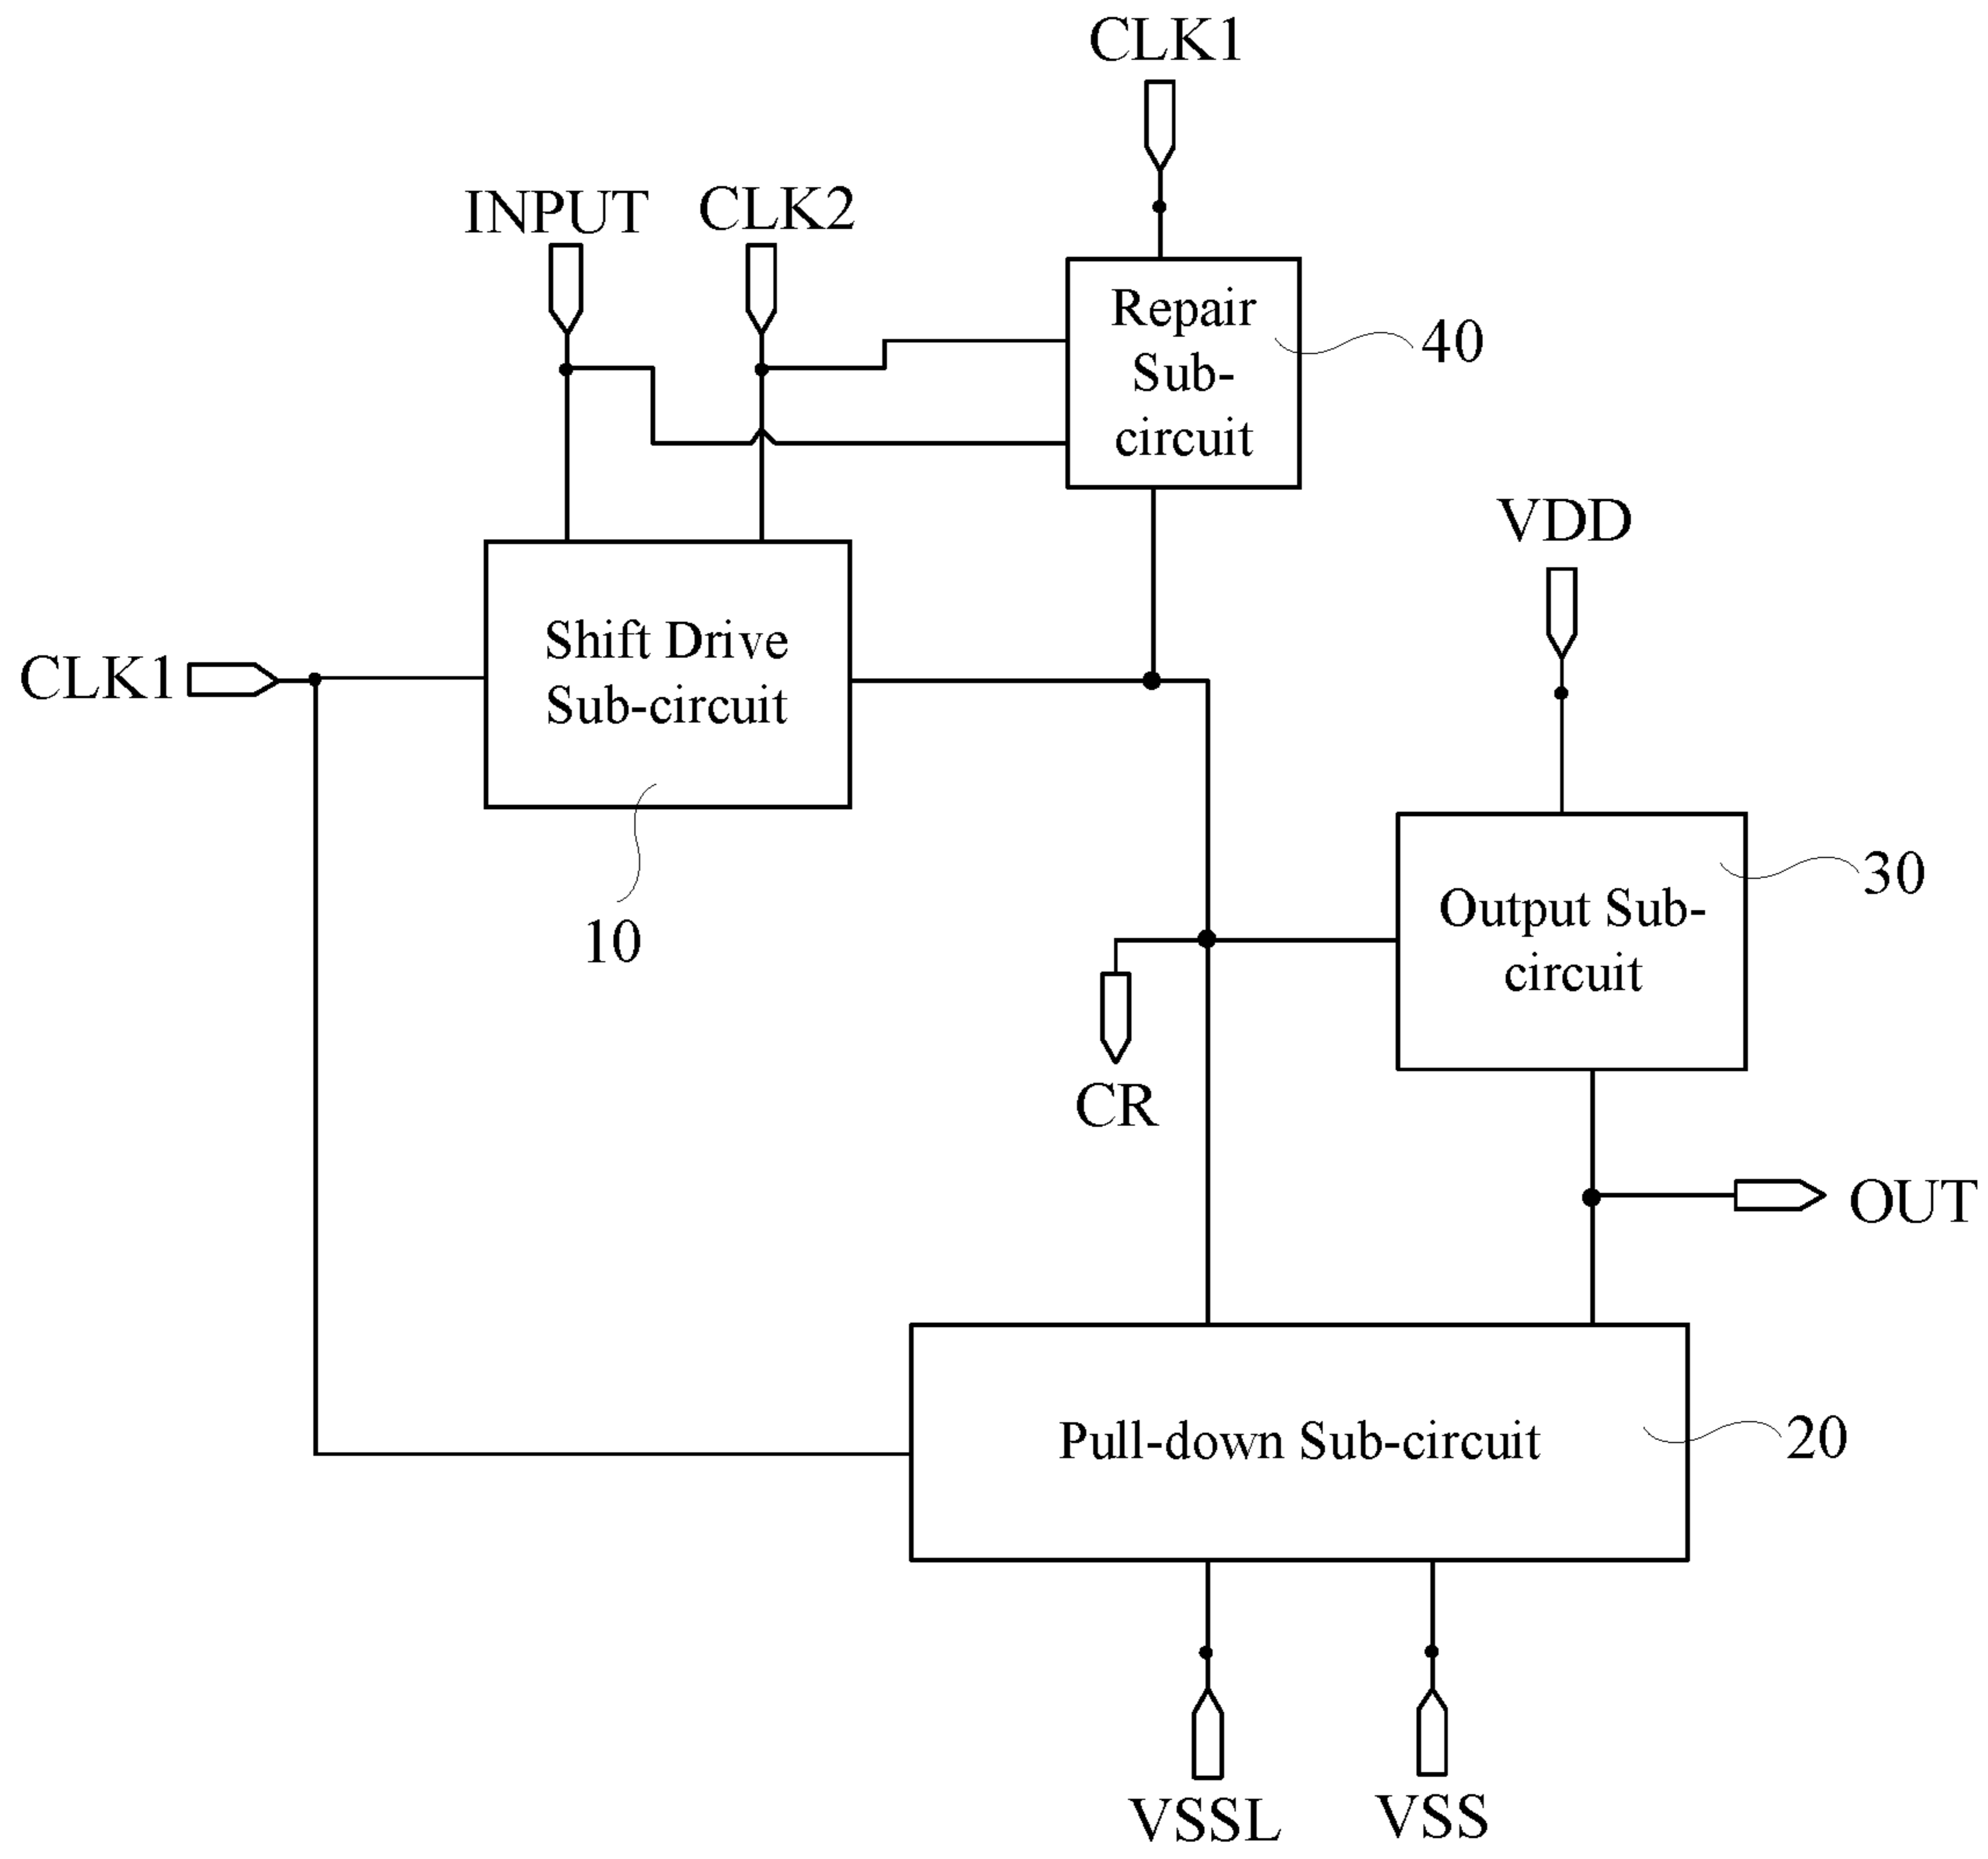 CLK1
INPUT
CLK2
Repair
Sub-
circuit
40
VDD
CLK1
Shift Drive
Sub-circuit
10
30
Output Sub-
circuit
CR
OUT
Pull-down Sub-circuit
20
VSSL
VSS